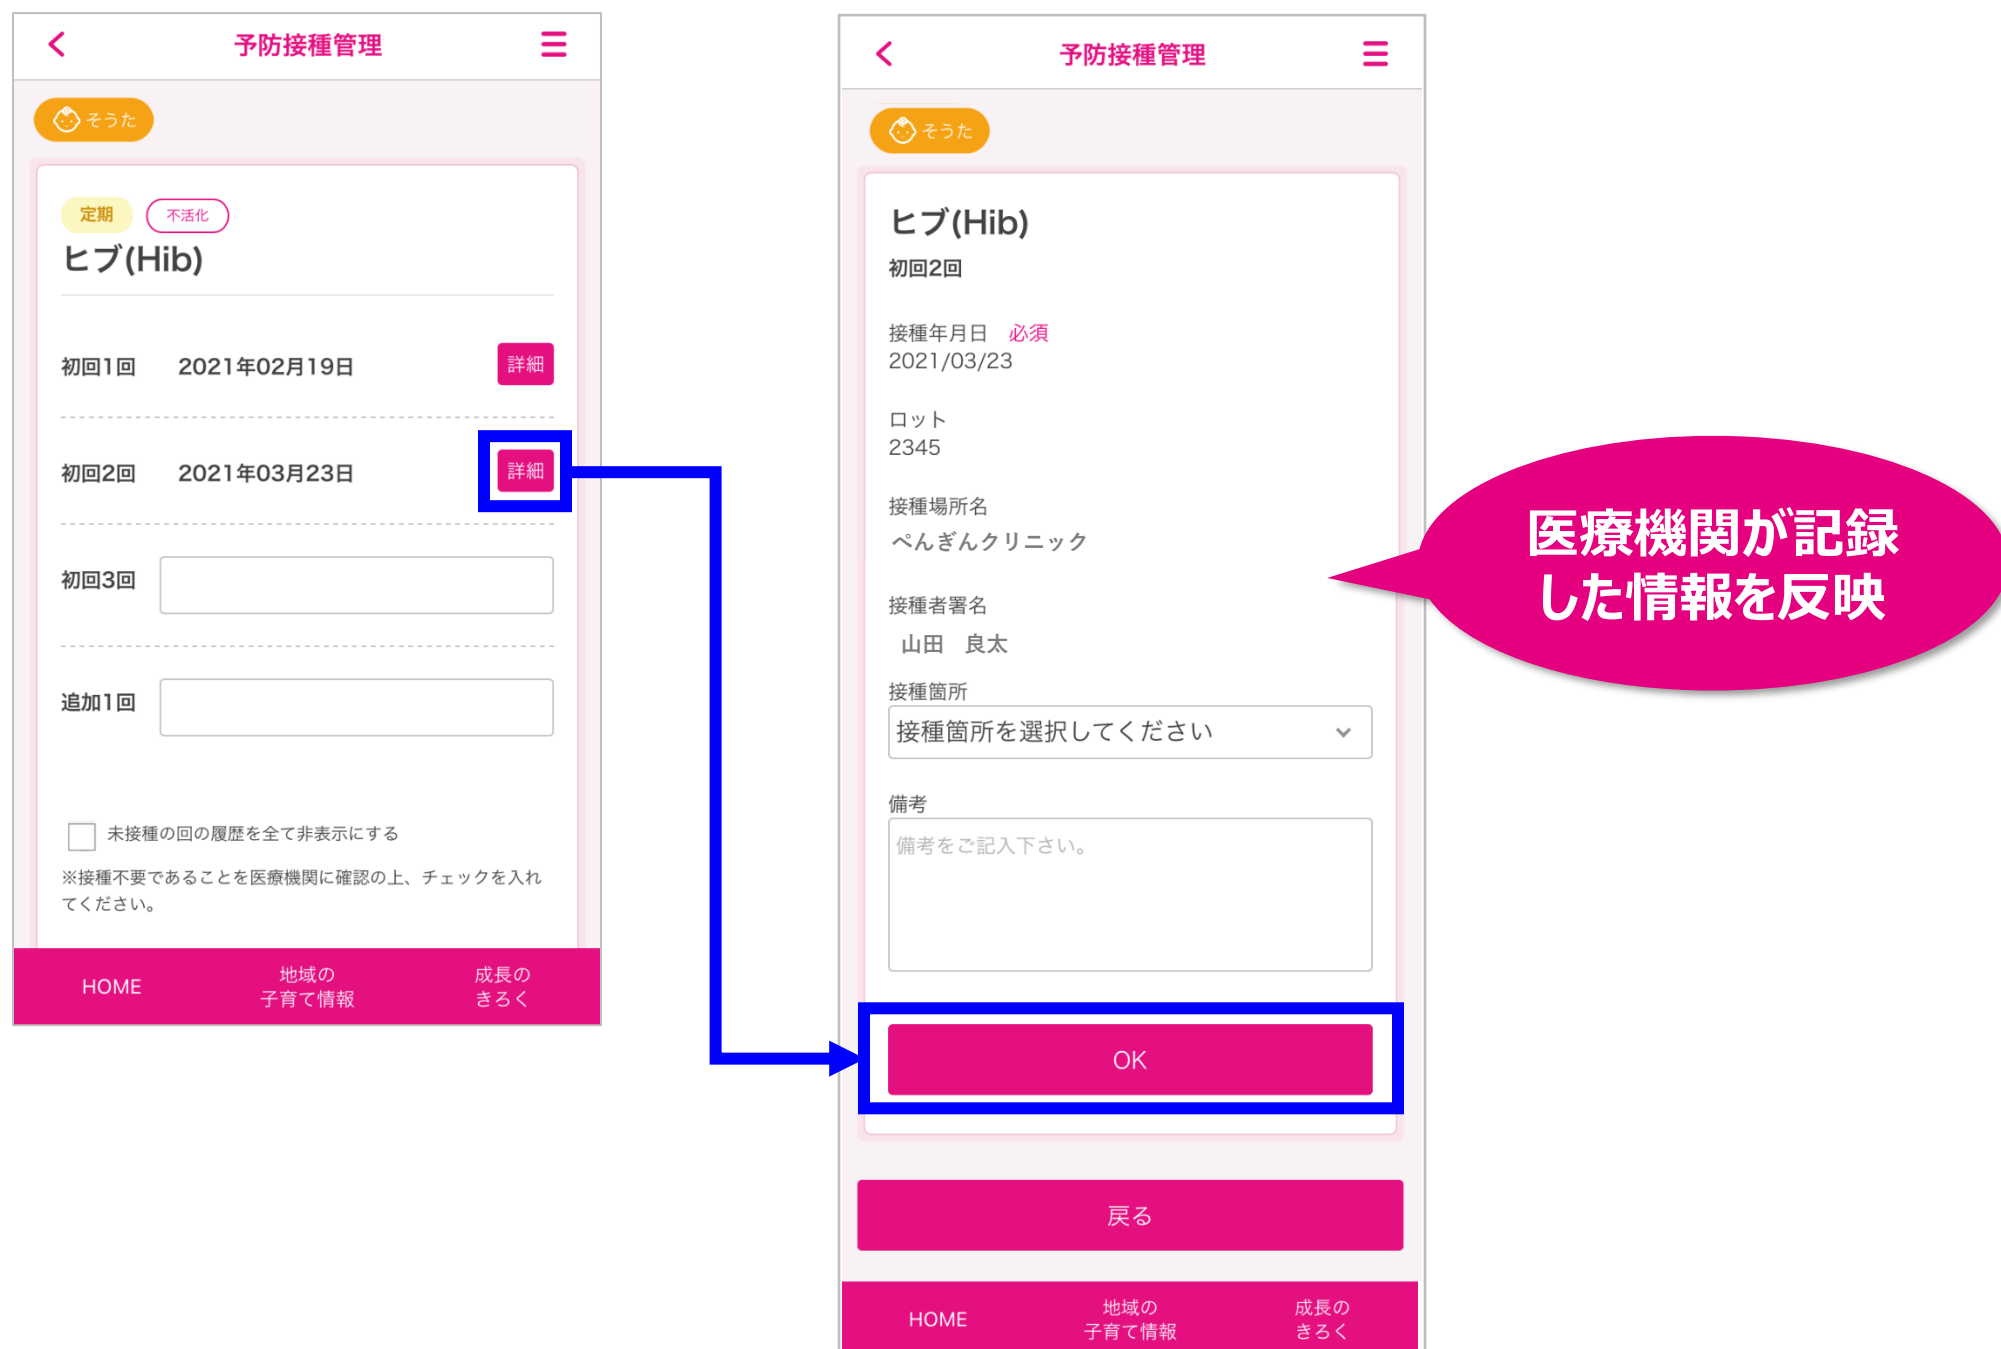 予防接種管理
そうた
定期 不活化
ヒブ(Hib)
初回1回 2021年02月19日 詳細
初回2回 2021年03月23日 詳細
初回3回
追加1回
未接種の回の履歴を全て非表示にする
※接種不要であることを医療機関に確認の上、チェックを入れ
てください。
HOME
地域の
子育て情報
成長の
きろく
予防接種管理
そうた
ヒブ(Hib)
初回2回
接種年月日 必須
2021/03/23
ロット
2345
接種場所名
ぺんぎんクリニック
接種者署名
山田 良太
接種箇所
接種箇所を選択してください
備考
備考をご記入下さい。
OK
戻る
HOME
地域の
子育て情報
成長の
きろく
医療機関が記録
した情報を反映